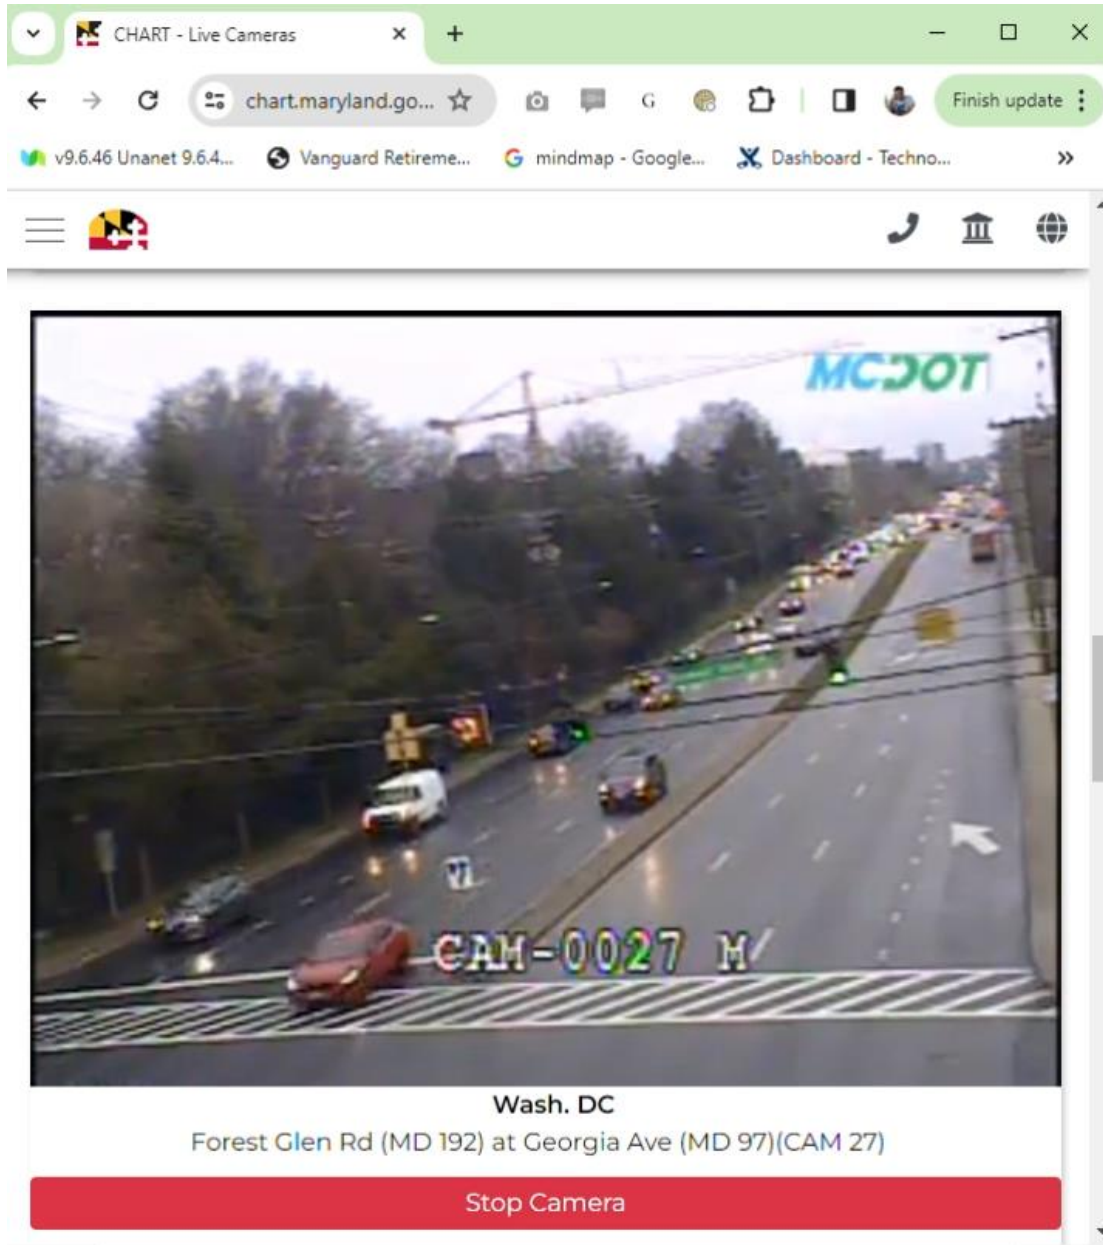 CHART - Live Cameras
chart.maryland.go...
G
Finish update
v9.6.46 Unanet 9.6.4...
Vanguard Retireme...
mindmap - Google...
Dashboard - Techno...
MCDOT
CAM-0027 M
Wash. DC
Forest Glen Rd (MD 192) at Georgia Ave (MD 97)(CAM 27)
Stop Camera